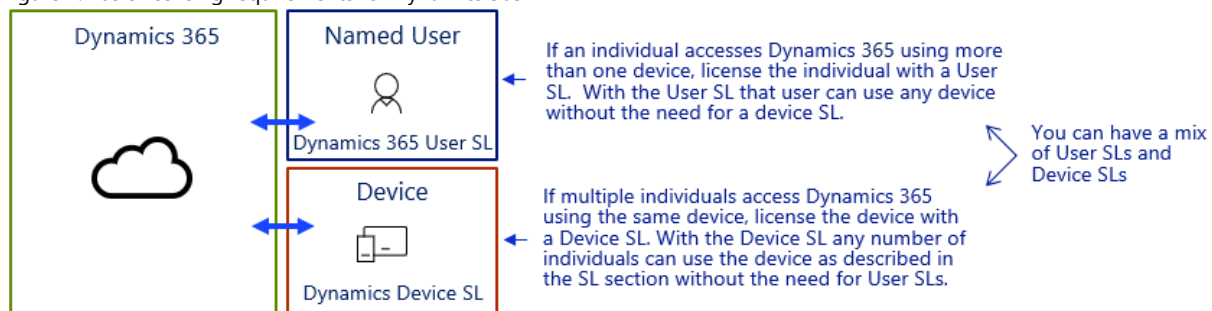 Dynamics 365
Named User
Dynamics 365 User SL
If an individual accesses Dynamics 365 using more
than one device, license the individual with a User
SL. With the User SL that user can use any device
without the need for a device SL.
Device
Dynamics Device SL
If multiple individuals access Dynamics 365
using the same device, license the device with
a Device SL. With the Device SL any number of
individuals can use the device as described in
the SL section without the need for User SLs.
You can have a mix
of User SLs and
Device SLs